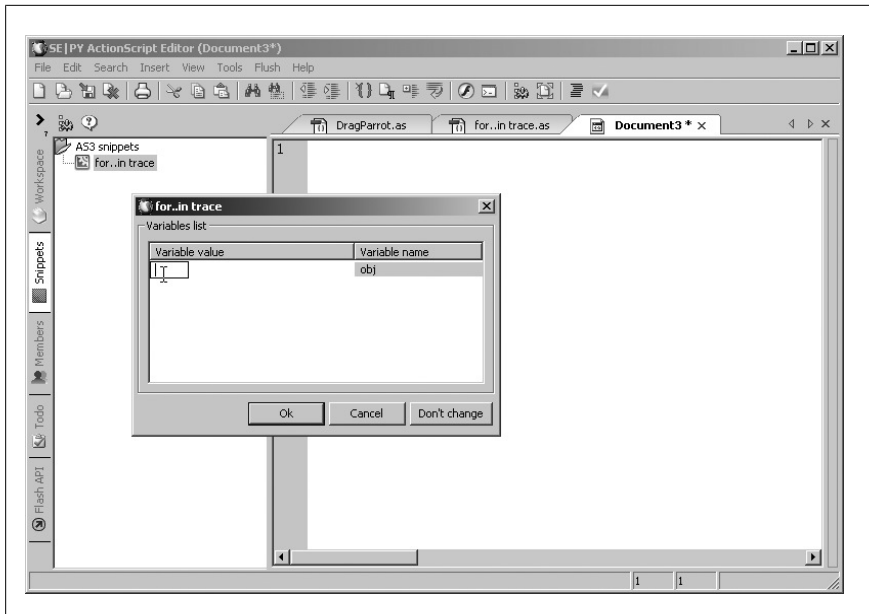 SE|PY ActionScript Editor (Document3*)
File Edit Search Insert View Tools Flush Help
DragParrot.as for..in trace.as Document3 * ×
Workspace
Snippets
Members
Todo
Flash API
AS3 snippets
for..in trace
1
for..in trace
Variables list
Variable value Variable name
obj
Ok Cancel Don't change
1 1